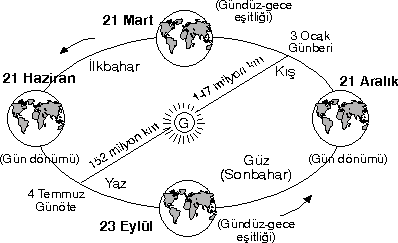 21 Mart
(Gündüz-gece
eşitliği)
3 Ocak
Günberi
İlkbahar
Kış
21 Haziran
21 Aralık
147 milyon km
G
152 milyon km
(Gün dönümü)
(Gün dönümü)
Güz
(Sonbahar)
4 Temmuz
Günöte
Yaz
23 Eylül
(Gündüz-gece
eşitliği)